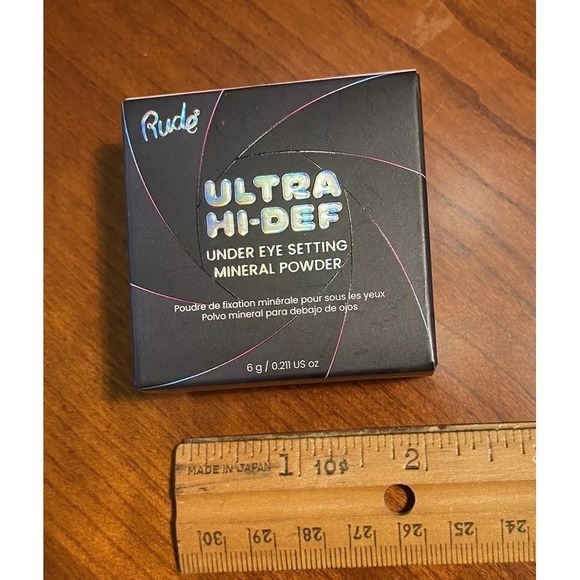 Rude®
ULTRA
HI-DEF
UNDER EYE SETTING
MINERAL POWDER
Poudre de fixation minérale pour sous les yeux
Polvo mineral para debajo de ojos
6 g / 0.211 US oz
MADE IN JAPAN 1 10¢ 2
30 29 28 27 26 25 24